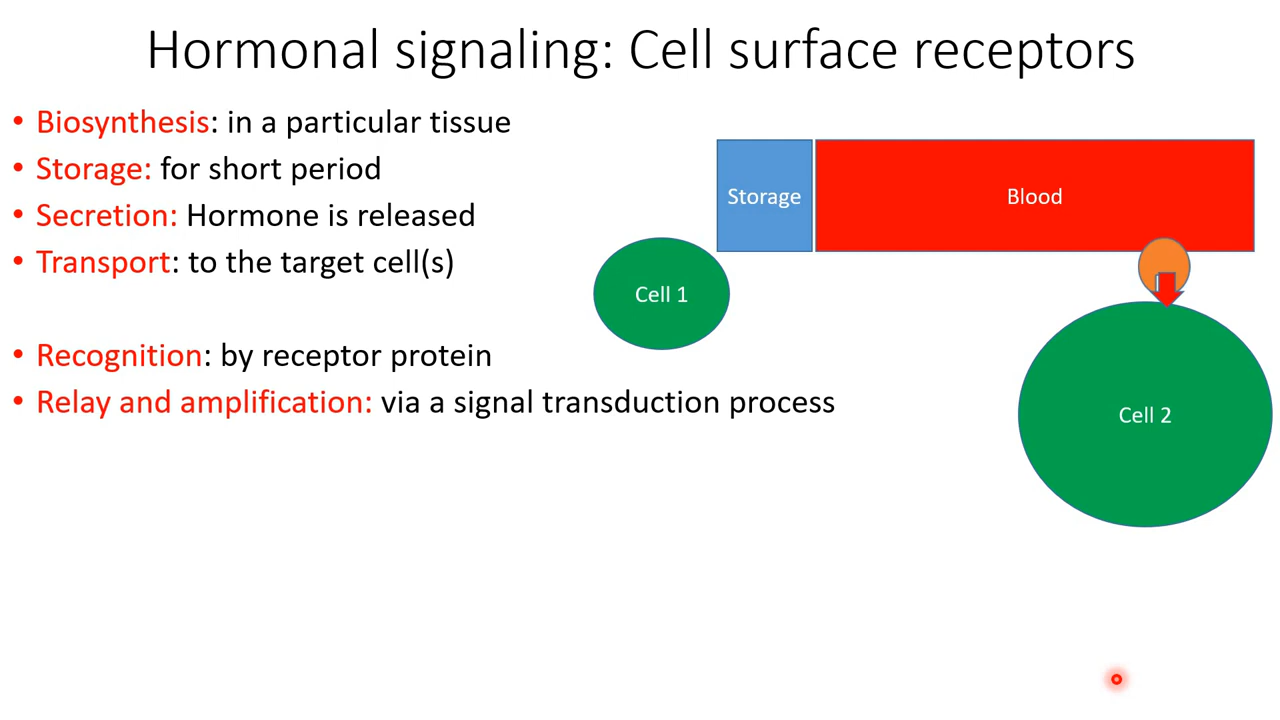 Hormonal signaling: Cell surface receptors
• Biosynthesis: in a particular tissue
• Storage: for short period
• Secretion: Hormone is released
• Transport: to the target cell(s)
• Recognition: by receptor protein
• Relay and amplification: via a signal transduction process
Storage
Blood
Cell 1
Cell 2